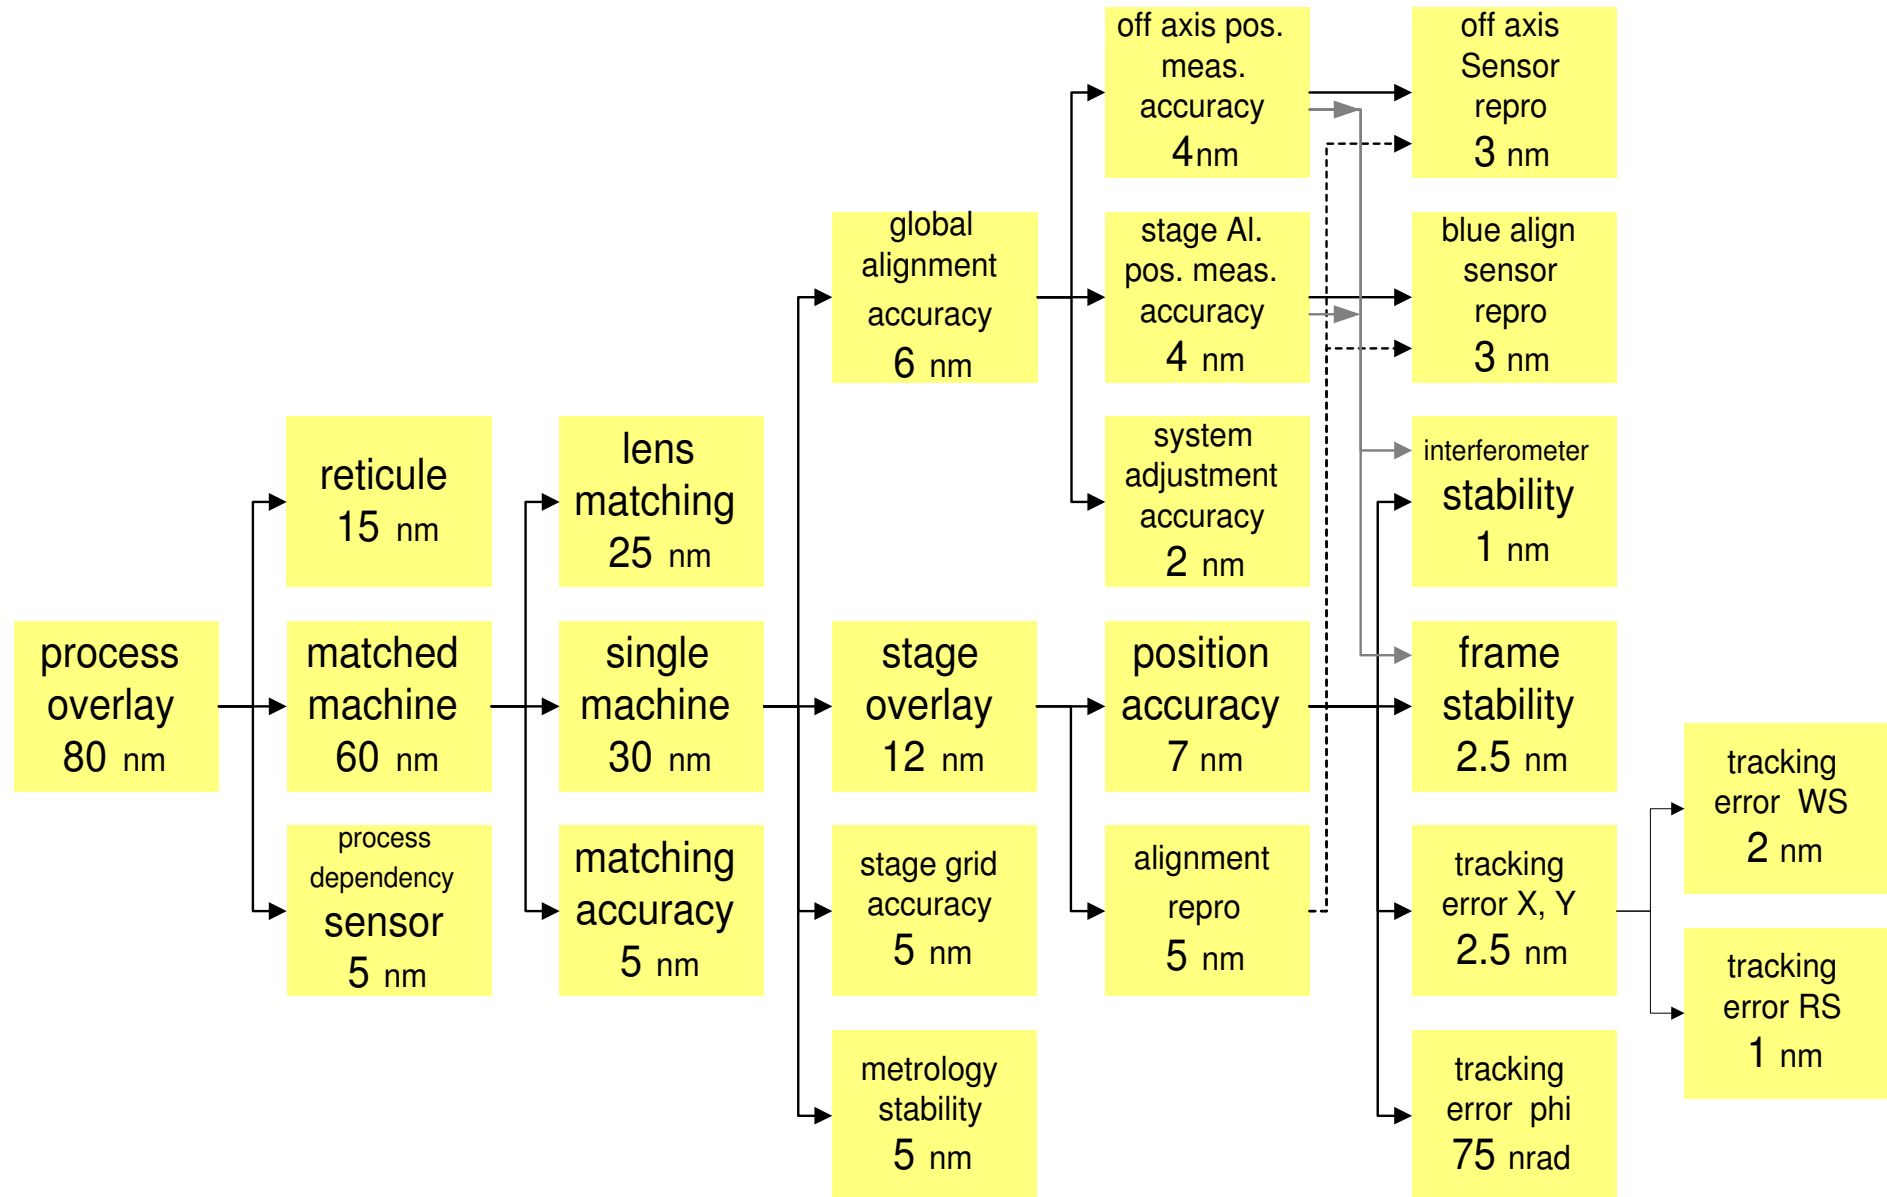 process
overlay
80 nm
reticule
15 nm
matched
machine
60 nm
process
dependency
sensor
5 nm
lens
matching
25 nm
single
machine
30 nm
matching
accuracy
5 nm
global
alignment
accuracy
6 nm
stage
overlay
12 nm
stage grid
accuracy
5 nm
metrology
stability
5 nm
off axis pos.
meas.
accuracy
4nm
stage Al.
pos. meas.
accuracy
4 nm
system
adjustment
accuracy
2 nm
position
accuracy
7 nm
alignment
repro
5 nm
off axis
Sensor
repro
3 nm
blue align
sensor
repro
3 nm
interferometer
stability
1 nm
frame
stability
2.5 nm
tracking
error X, Y
2.5 nm
tracking
error phi
75 nrad
tracking
error WS
2 nm
tracking
error RS
1 nm